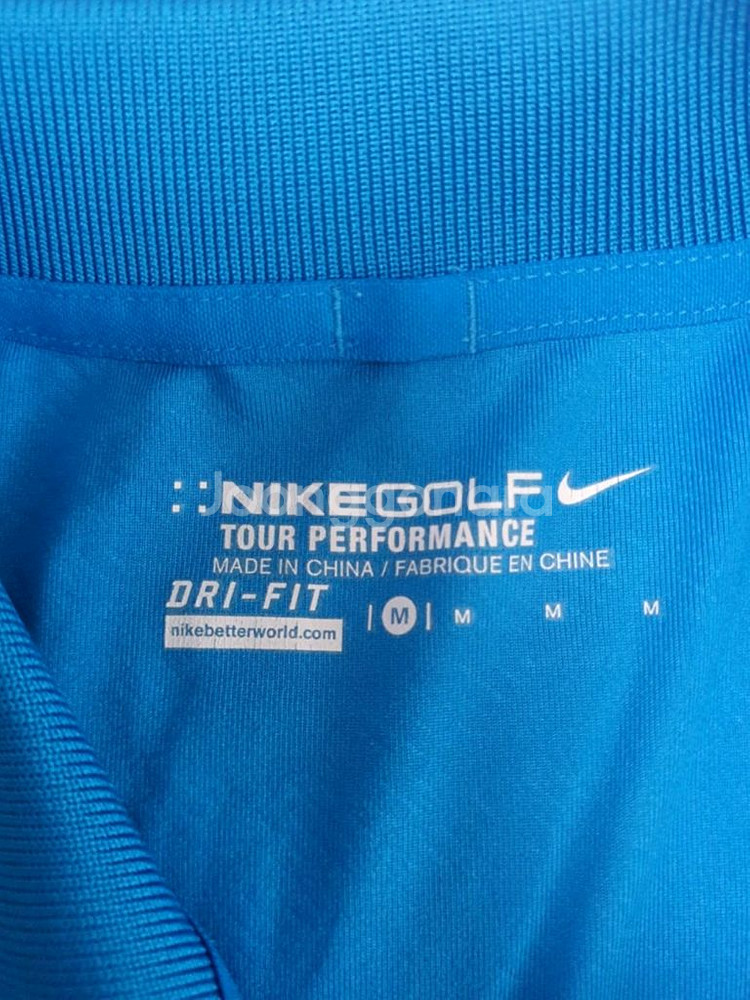 NIKEGOLF
TOUR PERFORMANCE
MADE IN CHINA / FABRIQUE EN CHINE
DRI-FIT
nikebetterworld.com
| M | M M M